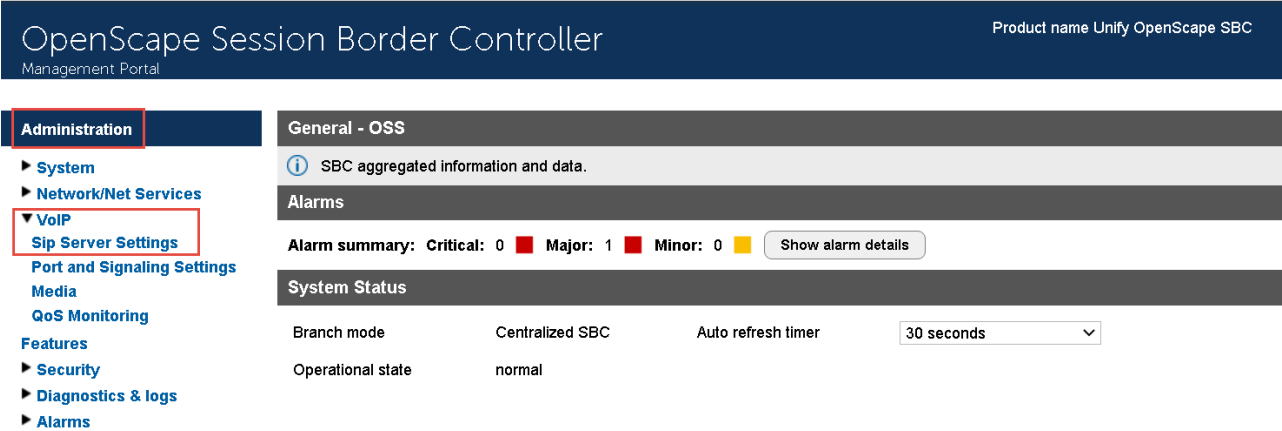 OpenScape Session Border Controller
Product name Unify OpenScape SBC
Management Portal
Administration
System
Network/Net Services
VoIP
Sip Server Settings
Port and Signaling Settings
Media
QoS Monitoring
Features
Security
Diagnostics & logs
Alarms
General - OSS
SBC aggregated information and data.
Alarms
Alarm summary: Critical: 0 Major: 1 Minor: 0 Show alarm details
System Status
Branch mode Centralized SBC Auto refresh timer 30 seconds
Operational state normal